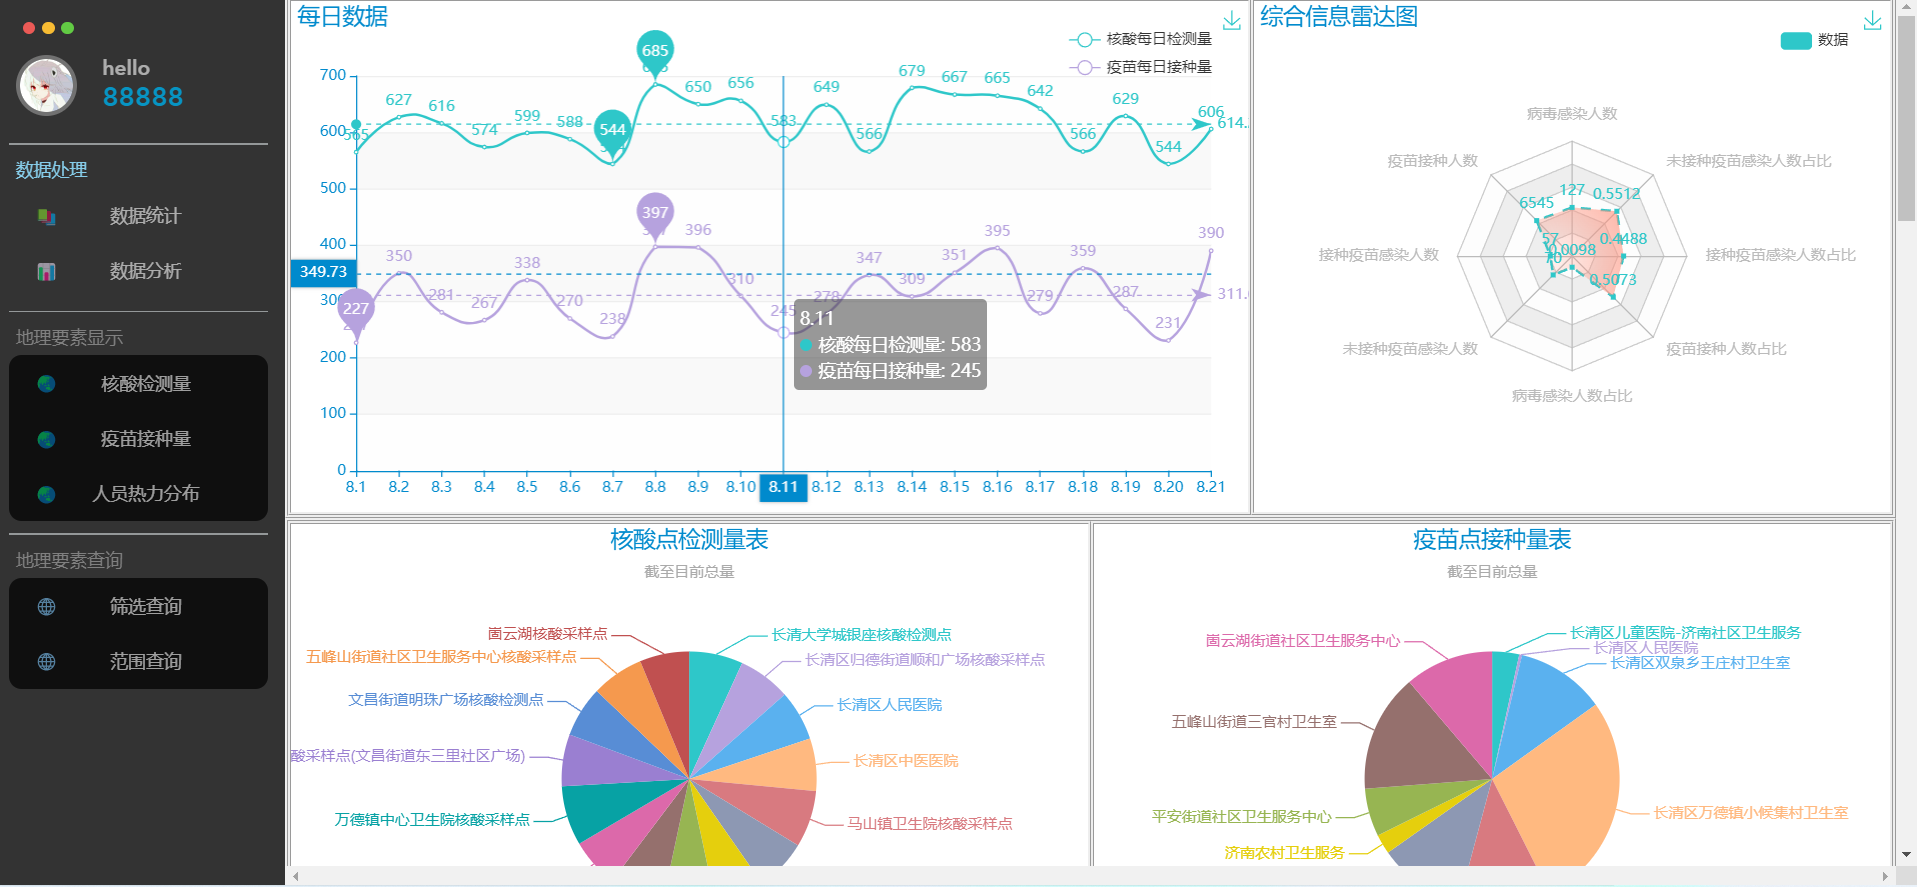 hello
88888
数据处理
数据统计
数据分析
地理要素显示
核酸检测量
疫苗接种量
人员热力分布
地理要素查询
筛选查询
范围查询
每日数据
核酸每日检测量
疫苗每日接种量
700
600
500
400
300
200
100
0
349.73
565
627
616
574
599
588
544
685
650
656
583
649
566
679
667
665
642
566
629
544
606
614.
227
350
281
267
338
270
238
397
396
310
245
278
347
309
351
395
279
359
287
231
390
311.
8.11
核酸每日检测量: 583
疫苗每日接种量: 245
8.1
8.2
8.3
8.4
8.5
8.6
8.7
8.8
8.9
8.10
8.11
8.12
8.13
8.14
8.15
8.16
8.17
8.18
8.19
8.20
8.21
综合信息雷达图
数据
病毒感染人数
疫苗接种人数
未接种疫苗感染人数占比
接种疫苗感染人数
接种疫苗感染人数占比
未接种疫苗感染人数
疫苗接种人数占比
病毒感染人数占比
127
0.5512
6545
57
0.4488
0.0098
70
0.5073
核酸点检测量表
截至目前总量
崮云湖核酸采样点
长清大学城银座核酸检测点
五峰山街道社区卫生服务中心核酸采样点
长清区归德街道顺和广场核酸采样点
文昌街道明珠广场核酸检测点
长清区人民医院
酸采样点(文昌街道东三里社区广场)
长清区中医医院
万德镇中心卫生院核酸采样点
马山镇卫生院核酸采样点
疫苗点接种量表
截至目前总量
崮云湖街道社区卫生服务中心
长清区儿童医院-济南社区卫生服务
长清区人民医院
长清区双泉乡王庄村卫生室
五峰山街道三官村卫生室
平安街道社区卫生服务中心
长清区万德镇小候集村卫生室
济南农村卫生服务